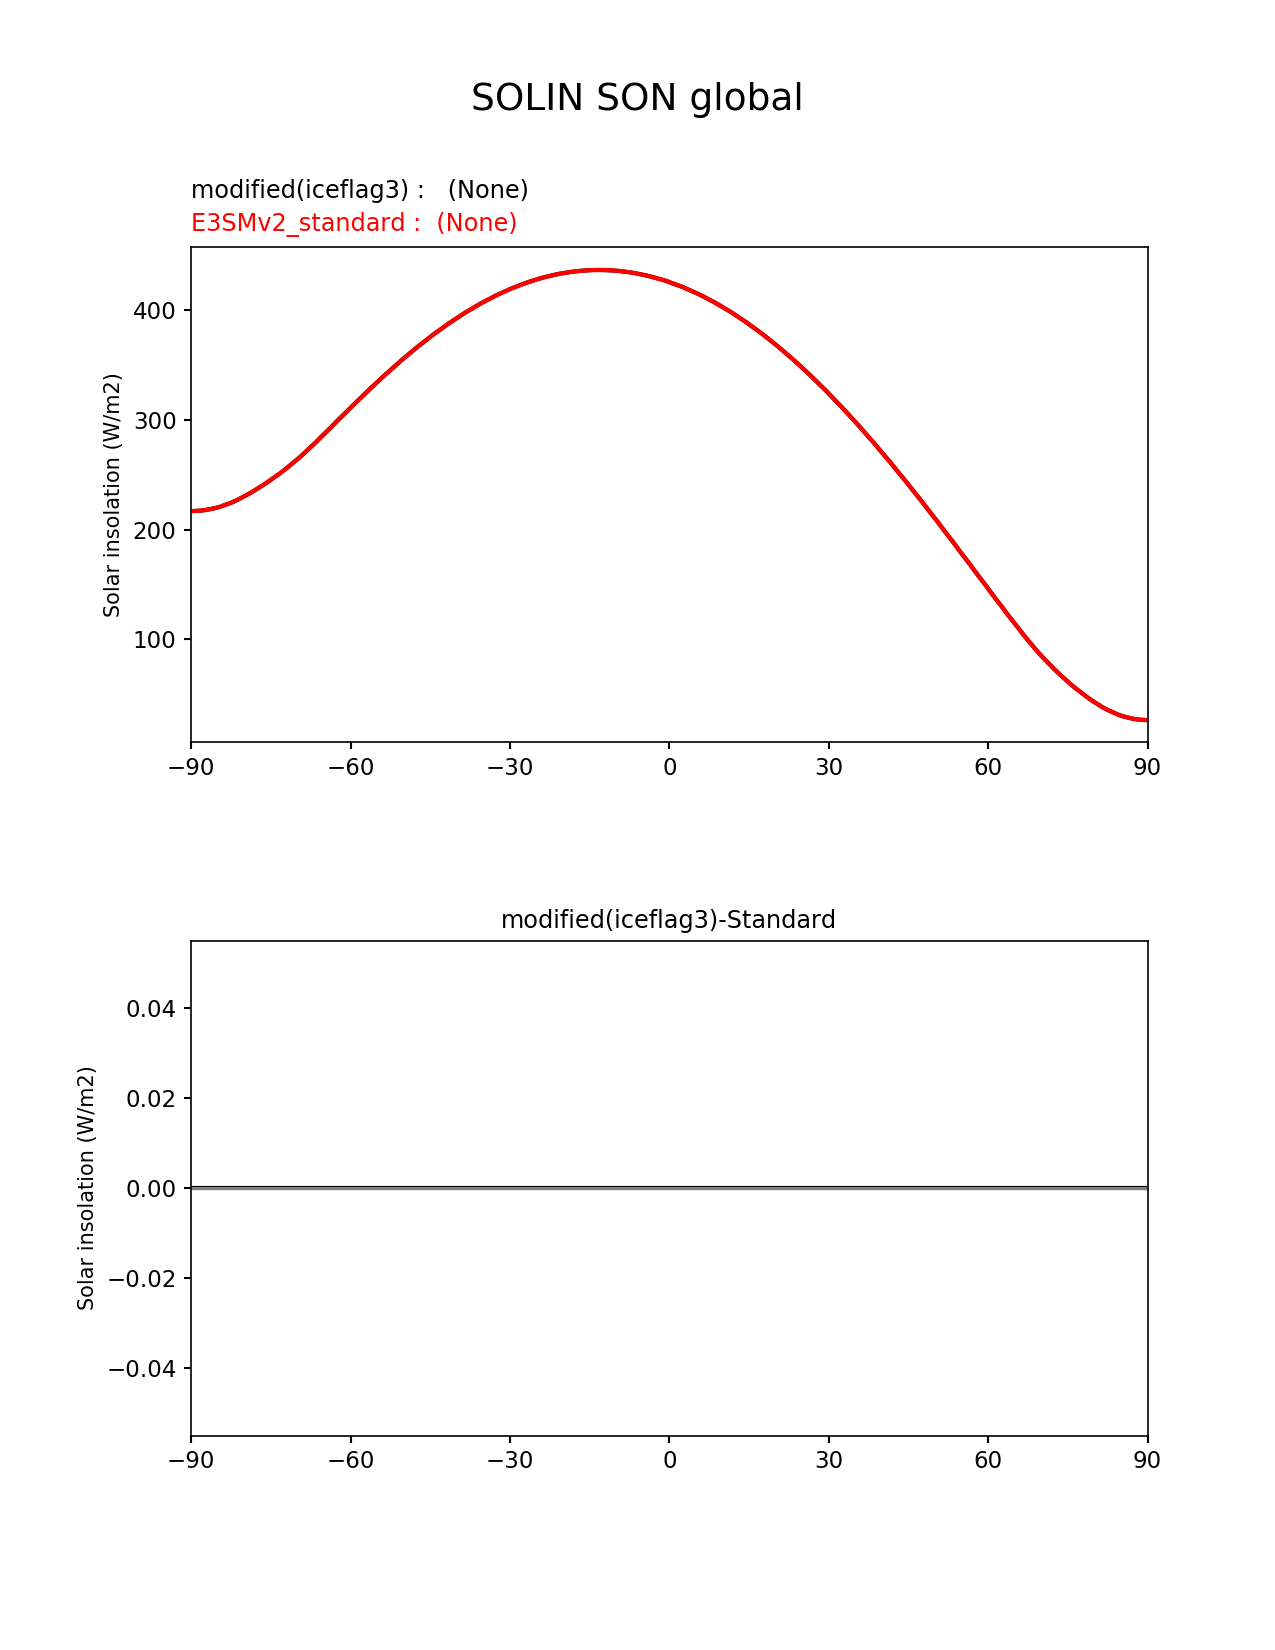 SOLIN SON global
modified(iceflag3) :   (None)
E3SMv2_standard :  (None)
400
300
200
100
Solar insolation (W/m2)
−90 −60 −30 0 30 60 90
modified(iceflag3)-Standard
0.04
0.02
0.00
−0.02
−0.04
Solar insolation (W/m2)
−90 −60 −30 0 30 60 90